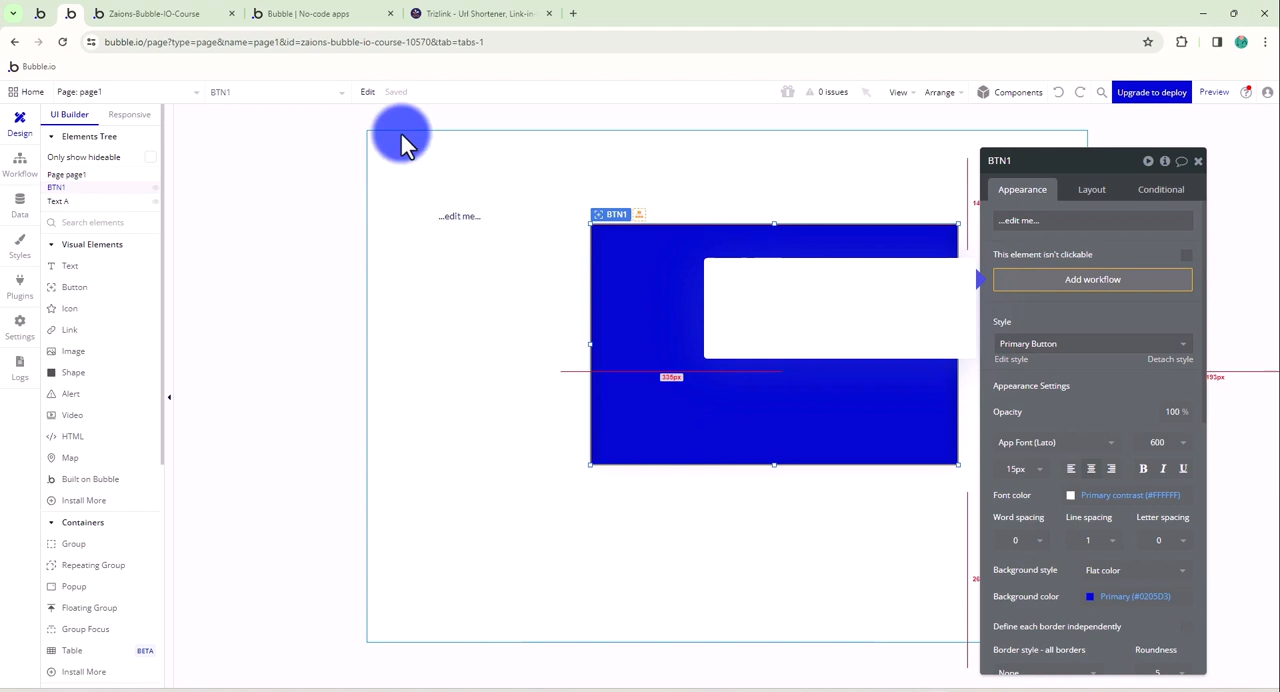 Zaions-Bubble-IO-Course
Bubble | No-code apps
Trizlink - Url Shortener, Link-in-
bubble.io/page?type=page&name=page1&id=zaions-bubble-io-course-10570&tab=tabs-1
Bubble.io
Home
Page: page1
BTN1
Edit
Saved
0 issues
View
Arrange
Components
Upgrade to deploy
Preview
Design
Workflow
Data
Styles
Plugins
Settings
Logs
UI Builder
Responsive
Elements Tree
Only show hideable
Page page1
BTN1
Text A
Search elements
Visual Elements
Text
Button
Icon
Link
Image
Shape
Alert
Video
HTML
Map
Built on Bubble
Install More
Containers
Group
Repeating Group
Popup
Floating Group
Group Focus
Table BETA
Install More
...edit me...
BTN1
335px
193px
BTN1
Appearance
Layout
Conditional
...edit me...
This element isn't clickable
Add workflow
Style
Primary Button
Edit style
Detach style
Appearance Settings
Opacity
100 %
App Font (Lato)
600
15px
B I U
Font color
Primary contrast (#FFFFFF)
Word spacing
Line spacing
Letter spacing
0
1
0
Background style
Flat color
Background color
Primary (#0205D3)
Define each border independently
Border style - all borders
Roundness
None
5